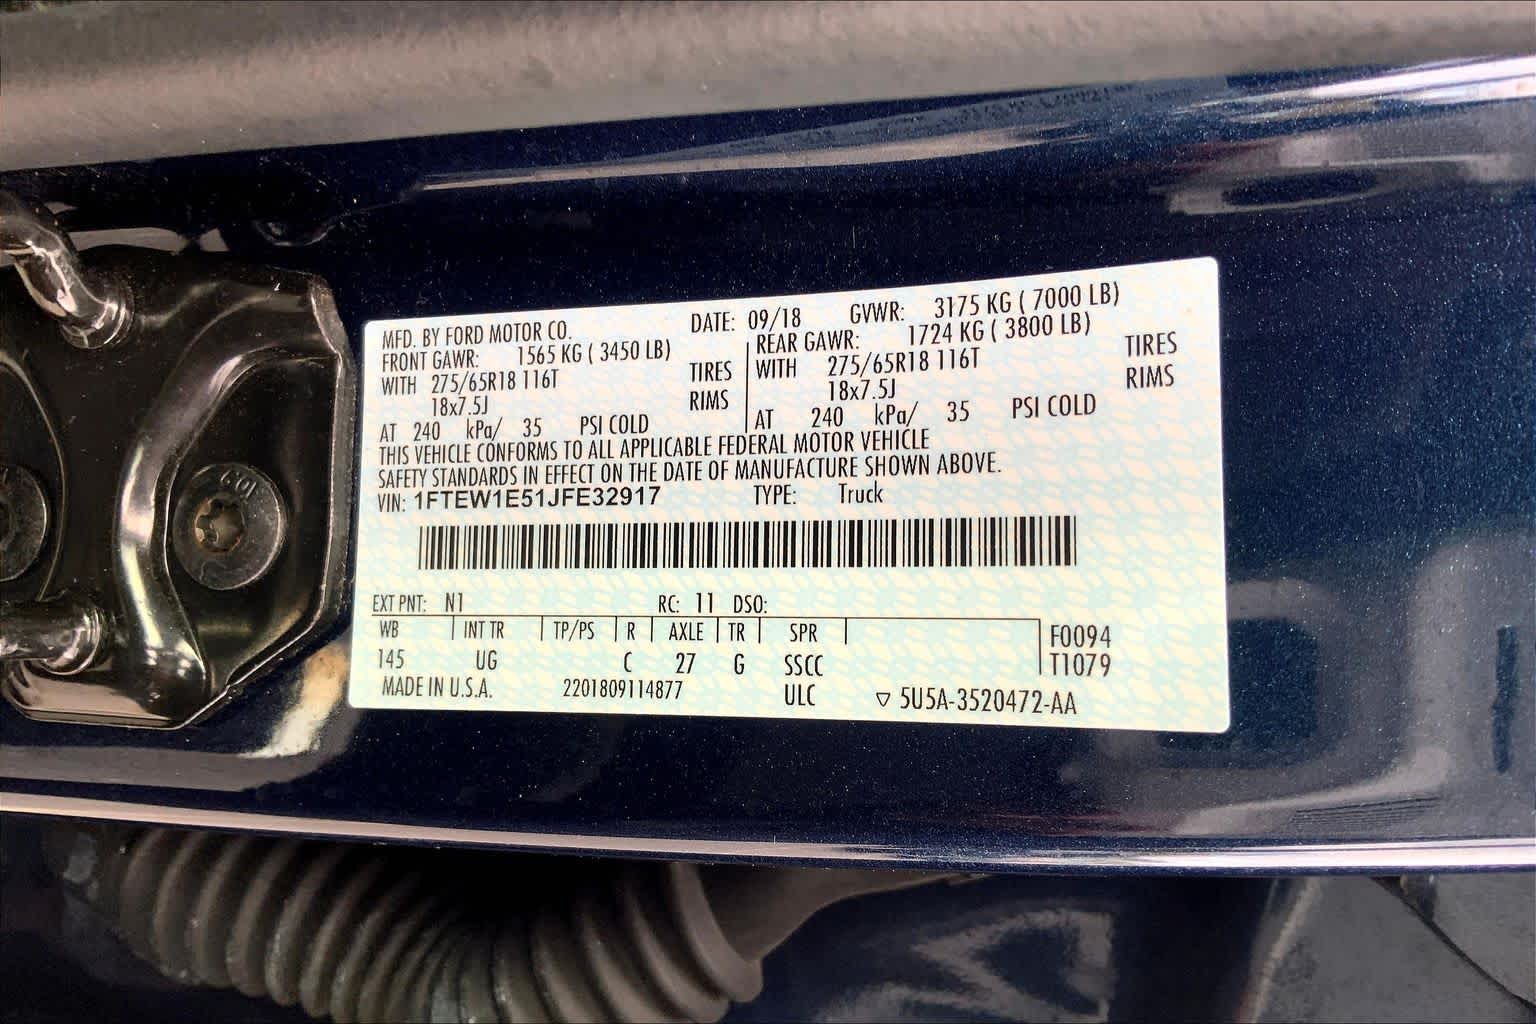 MFD. BY FORD MOTOR CO. DATE: 09/18 GVWR: 3175 KG ( 7000 LB)
FRONT GAWR: 1565 KG ( 3450 LB) REAR GAWR: 1724 KG ( 3800 LB)
WITH 275/65R18 116T TIRES WITH 275/65R18 116T TIRES
18x7.5J RIMS 18x7.5J RIMS
AT 240 kPa/ 35 PSI COLD AT 240 kPa/ 35 PSI COLD
THIS VEHICLE CONFORMS TO ALL APPLICABLE FEDERAL MOTOR VEHICLE
SAFETY STANDARDS IN EFFECT ON THE DATE OF MANUFACTURE SHOWN ABOVE.
VIN: 1FTEW1E51JFE32917 TYPE: Truck
EXT PNT: N1 RC: 11 DSO:
WB INT TR TP/PS R AXLE TR SPR F0094
145 UG C 27 G SSCC T1079
MADE IN U.S.A. 2201809114877 ULC ▽ 5U5A-3520472-AA